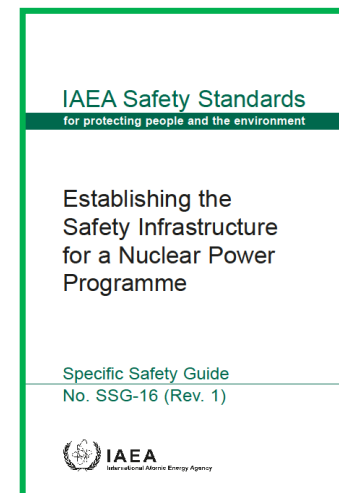 IAEA Safety Standards
for protecting people and the environment
Establishing the
Safety Infrastructure
for a Nuclear Power
Programme
Specific Safety Guide
No. SSG-16 (Rev. 1)
IAEA
International Atomic Energy Agency